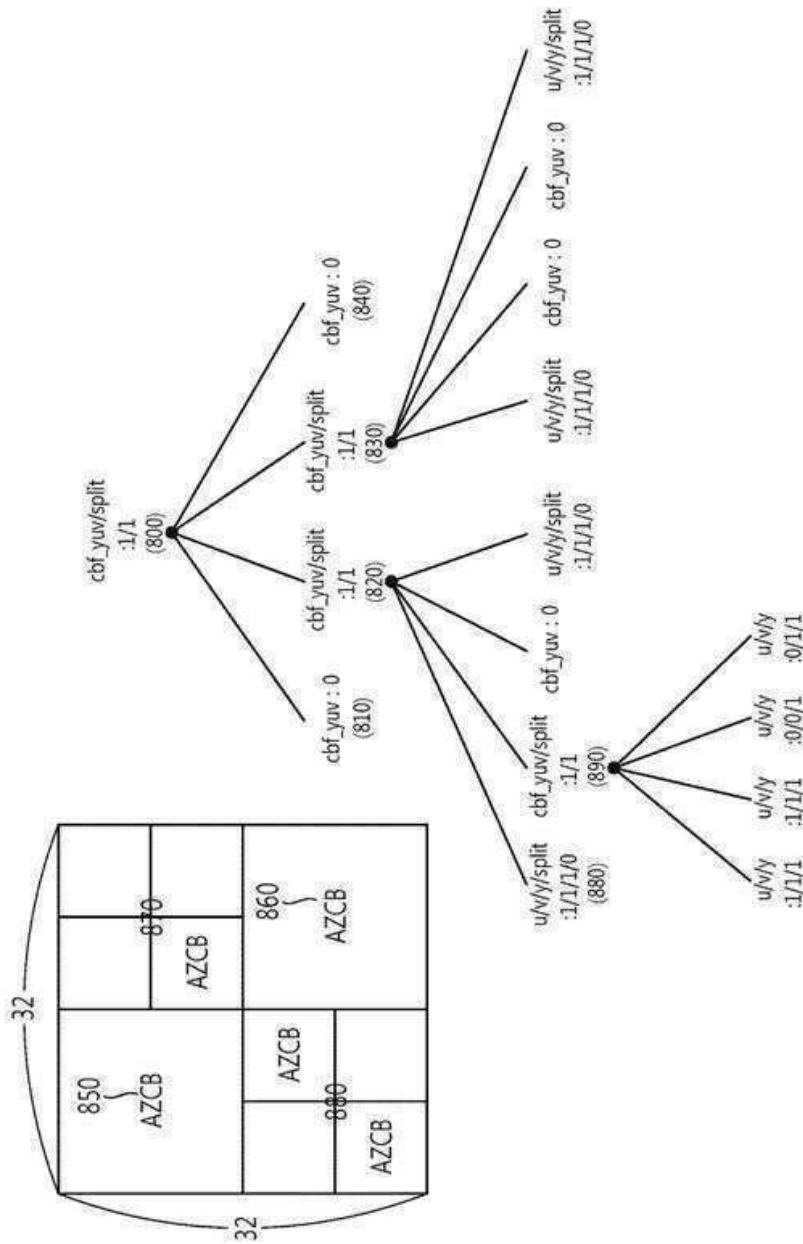 32
32
850
AZCB
870
AZCB
AZCB
880
AZCB
860
AZCB
cbf_yuv/split
:1/1
(800)
cbf_yuv : 0
(810)
cbf_yuv/split
:1/1
(820)
cbf_yuv/split
:1/1
(830)
cbf_yuv : 0
(840)
u/v/y/split
:1/1/1/0
(880)
cbf_yuv/split
:1/1
(890)
cbf_yuv : 0
u/v/y/split
:1/1/1/0
u/v/y/split
:1/1/1/0
cbf_yuv : 0
cbf_yuv : 0
u/v/y/split
:1/1/1/0
u/v/y
:1/1/1
u/v/y
:1/1/1
u/v/y
:0/0/1
u/v/y
:0/1/1